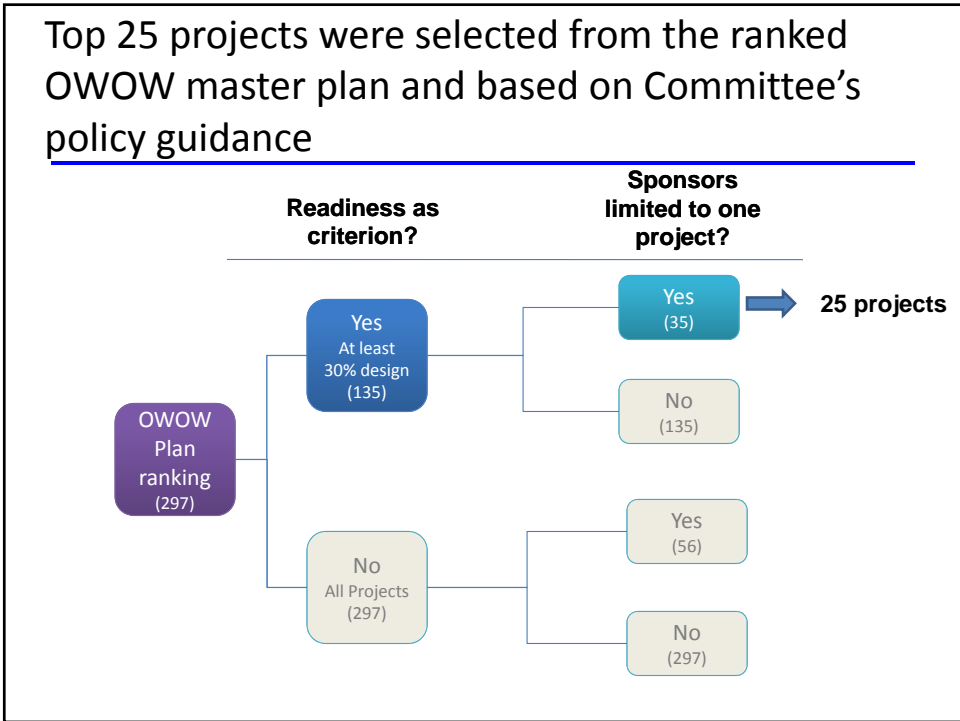 Top 25 projects were selected from the ranked
OWOW master plan and based on Committee’s
policy guidance
Readiness as
criterion?
Sponsors
limited to one
project?
OWOW
Plan
ranking
(297)
Yes
At least
30% design
(135)
No
All Projects
(297)
Yes
(35)
25 projects
No
(135)
Yes
(56)
No
(297)